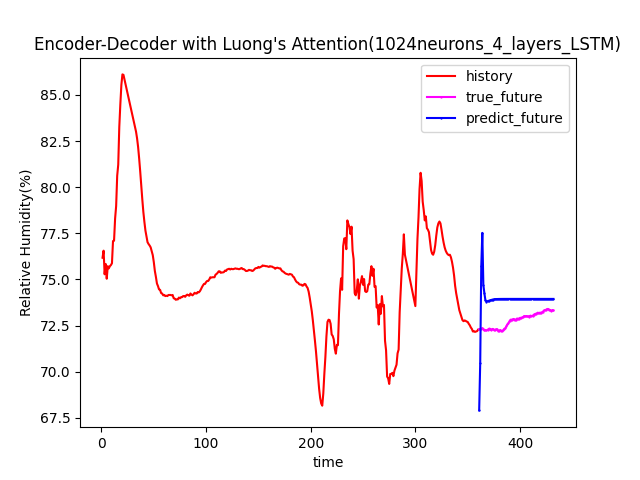 Encoder-Decoder with Luong's Attention(1024neurons_4_layers_LSTM)
history
true_future
predict_future
Relative Humidity(%)
85.0
82.5
80.0
77.5
75.0
72.5
70.0
67.5
0 100 200 300 400
time